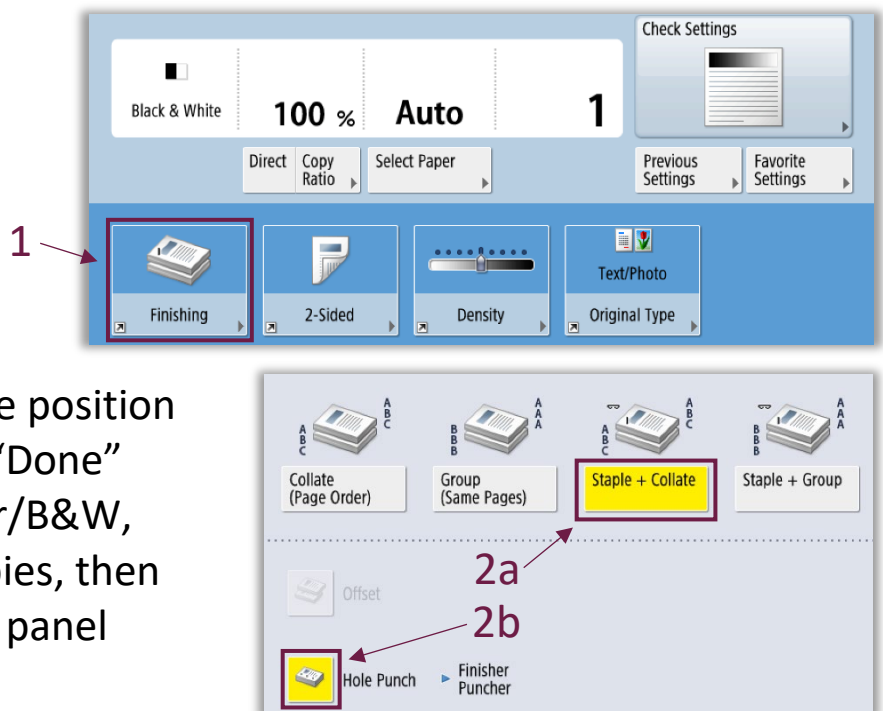 Check Settings
Black & White
100 %
Auto
1
Direct
Copy
Ratio
Select Paper
Previous
Settings
Favorite
Settings
1
Finishing
2-Sided
Density
Text/Photo
Original Type
e position
“Done”
r/B&W,
pies, then
panel
A
B
C
A
B
C
B
B
B
A
A
A
A
B
C
A
B
C
B
B
B
A
A
A
Collate
(Page Order)
Group
(Same Pages)
Staple + Collate
Staple + Group
2a
Offset
2b
Hole Punch
Finisher
Puncher